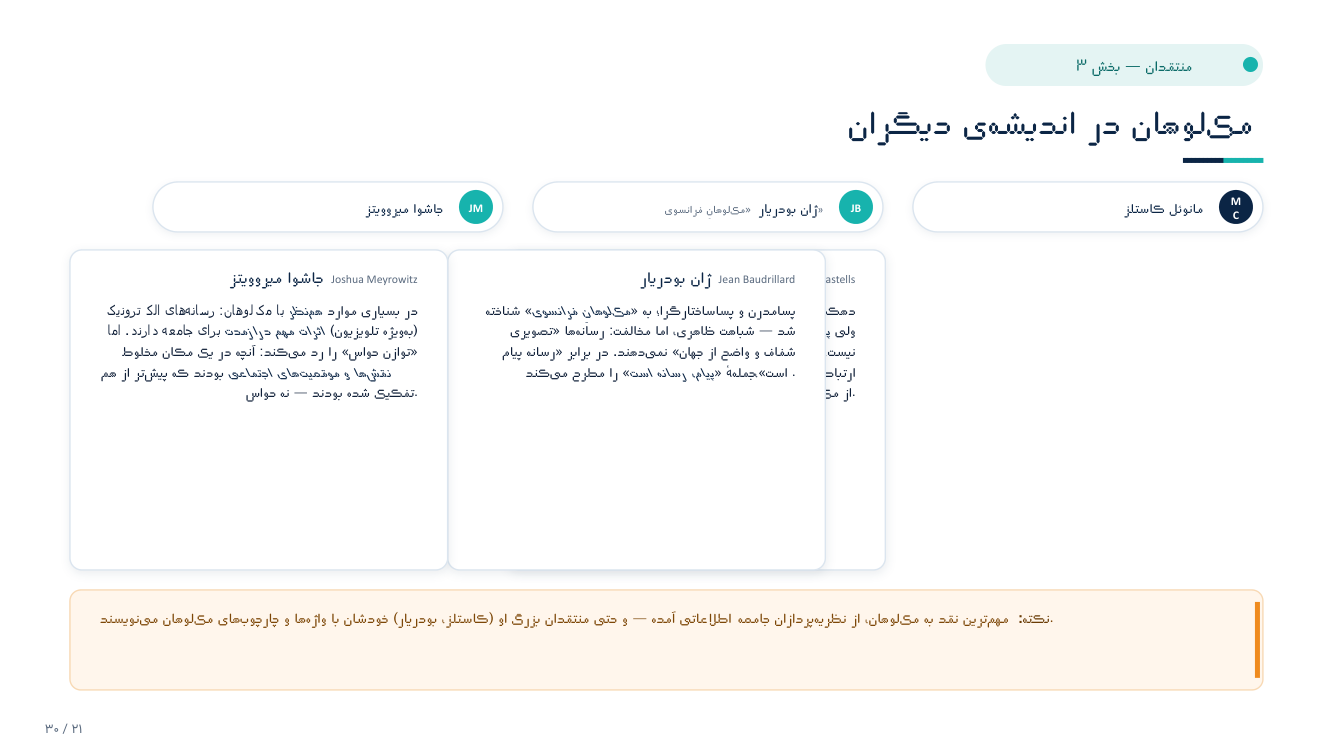 منتقدان — بخش ۳
مک‌لوهان در اندیشه‌ی دیگران
MC مانوئل کاستلز
JB «ژان بودریار «مک‌لوهانِ فرانسوی
JM جاشوا میروویتز
astells
دهک
ولی پ
نیست
ارتباط
.از مک
ژان بودریار Jean Baudrillard
پسامدرن و پساساختارگرا، به «مک‌لوهانِ فرانسوی» شناخته
شد — شباهت ظاهری، اما مخالفت: رسانه‌ها «تصویری
شفاف و واضح از جهان» نمی‌دهند. در برابر «رسانه پیام
است»جملهٔ «پیام، رسانه است» را مطرح می‌کند .
جاشوا میروویتز Joshua Meyrowitz
در بسیاری موارد هم‌نظر با مک‌لوهان: رسانه‌های الکترونیک
(به‌ویژه تلویزیون) اثرات مهم درازمدت برای جامعه دارند. اما
«توازن حواس» را رد می‌کند: آنچه در یک مکان مخلوط
نقش‌ها و موقعیت‌های اجتماعی بودند که پیش‌تر از هم
.تفکیک شده بودند — نه حواس
.نکته: مهم‌ترین نقد به مک‌لوهان، از نظریه‌پردازان جامعه اطلاعاتی آمده — و حتی منتقدان بزرگ او (کاستلز، بودریار) خودشان با واژه‌ها و چارچوب‌های مک‌لوهان می‌نویسند
۳۰ / ۲۱